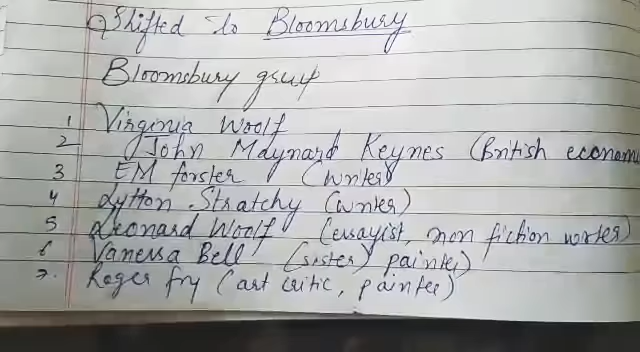 Shifted to Bloomsbury
Bloomsbury group
1 Virginia Woolf
2 John Maynard Keynes (British econom
3 EM forster (writer)
4 Lytton Stratchy (writer)
5 Leonard Woolf (essayist, non fiction writer)
6 Vanessa Bell (sister) painter)
7. Roger fry (art critic, painter)